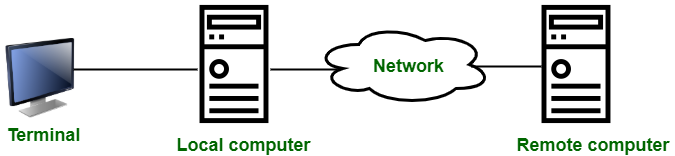 Network
Terminal
Local computer
Remote computer